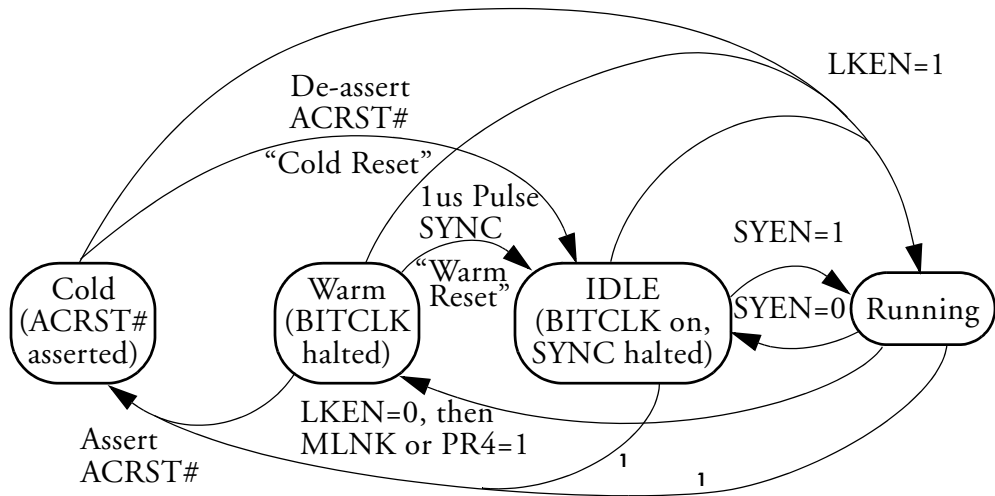 LKEN=1
De-assert
ACRST#
“Cold Reset”
1us Pulse
SYNC
“Warm
Reset”
SYEN=1
SYEN=0
Cold
(ACRST#
asserted)
Warm
(BITCLK
halted)
IDLE
(BITCLK on,
SYNC halted)
Running
LKEN=0, then
MLNK or PR4=1
Assert
ACRST#
1
1